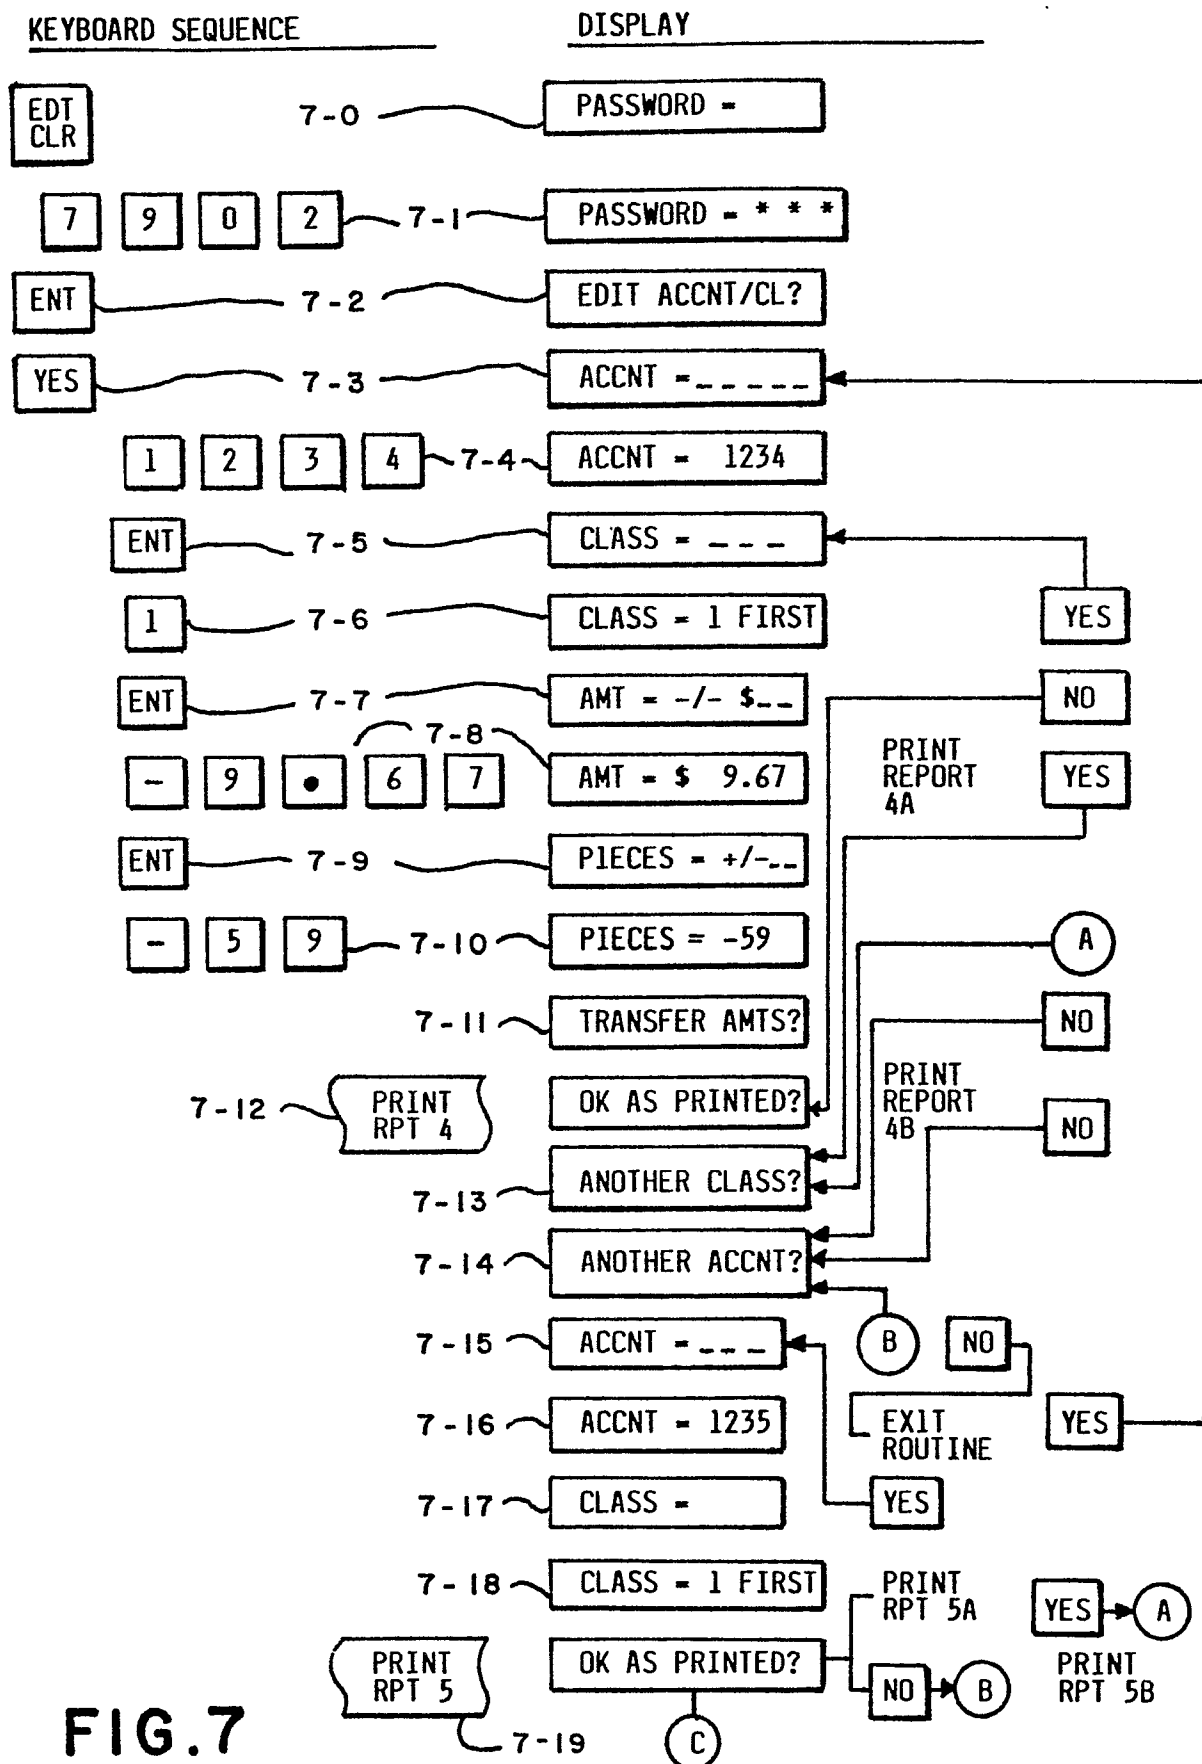 KEYBOARD SEQUENCE DISPLAY
EDT
CLR
7-0 PASSWORD =
7 9 0 2 7-1 PASSWORD = * * *
ENT 7-2 EDIT ACCNT/CL?
YES 7-3 ACCNT = _ _ _ _ _
1 2 3 4 7-4 ACCNT = 1234
ENT 7-5 CLASS = _ _ _
1 7-6 CLASS = 1 FIRST YES
ENT 7-7 AMT = -/- $_ _ NO
7-8
- 9 • 6 7 AMT = $ 9.67
PRINT
REPORT
4A
YES
ENT 7-9 PIECES = +/-_ _
- 5 9 7-10 PIECES = -59 A
7-11 TRANSFER AMTS? NO
7-12 PRINT
RPT 4
OK AS PRINTED?
PRINT
REPORT
4B
NO
7-13 ANOTHER CLASS?
7-14 ANOTHER ACCNT?
7-15 ACCNT = _ _ _ B NO
7-16 ACCNT = 1235 EXIT
ROUTINE
YES
7-17 CLASS = YES
7-18 CLASS = 1 FIRST PRINT
RPT 5A
YES A
PRINT
RPT 5B
PRINT
RPT 5
OK AS PRINTED? NO B
7-19 C
FIG.7